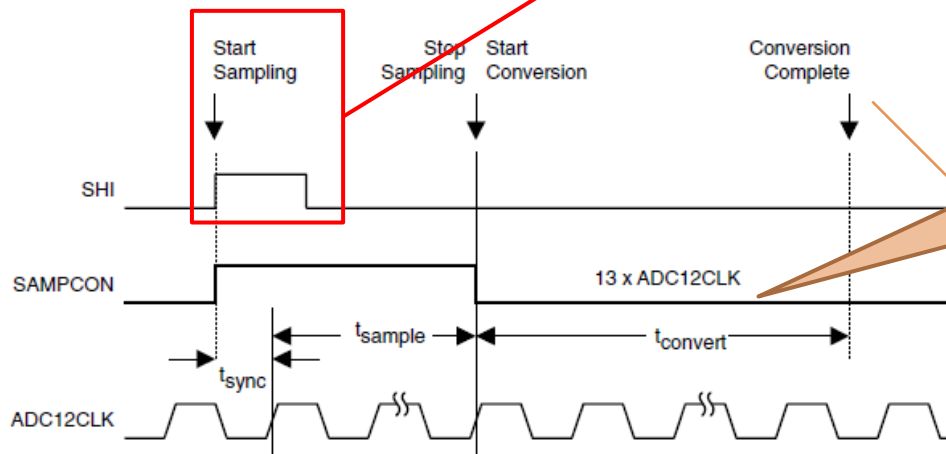 Start
Sampling
Stop
Sampling
Start
Conversion
Conversion
Complete
SHI
SAMPCON
13 x ADC12CLK
tsample
tconvert
tsync
ADC12CLK